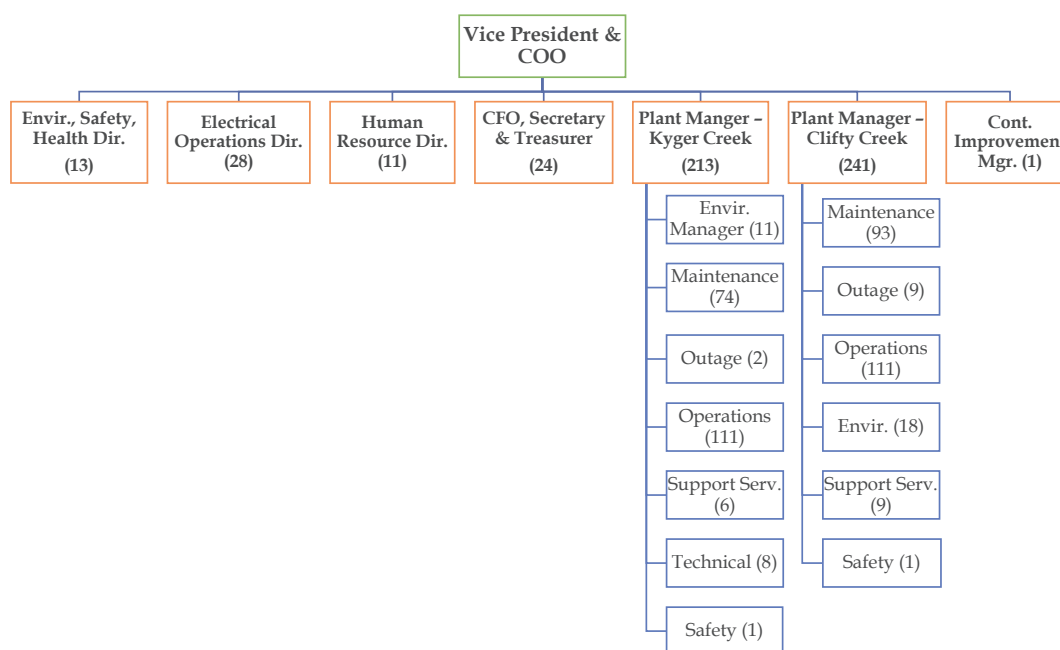 Vice President &
COO
Envir., Safety,
Health Dir.
(13)
Electrical
Operations Dir.
(28)
Human
Resource Dir.
(11)
CFO, Secretary
& Treasurer
(24)
Plant Manger –
Kyger Creek
(213)
Plant Manager –
Clifty Creek
(241)
Cont.
Improvement
Mgr. (1)
Envir.
Manager (11)
Maintenance
(74)
Outage (2)
Operations
(111)
Support Serv.
(6)
Technical (8)
Safety (1)
Maintenance
(93)
Outage (9)
Operations
(111)
Envir. (18)
Support Serv.
(9)
Safety (1)